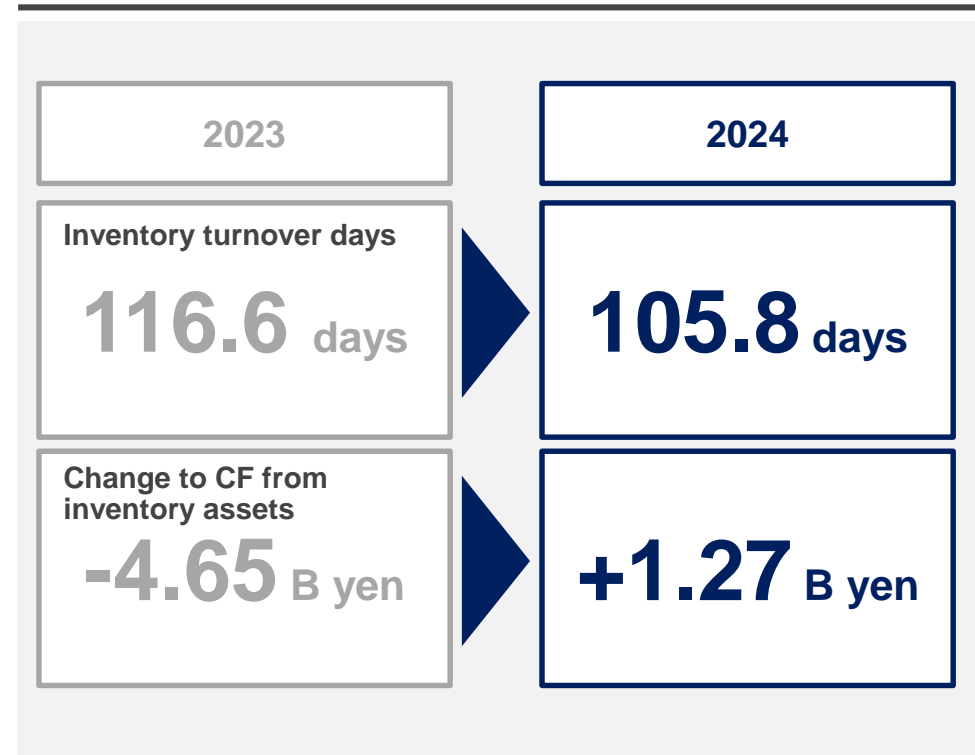 2023
2024
Inventory turnover days
116.6 days
105.8 days
Change to CF from
inventory assets
-4.65 B yen
+1.27 B yen